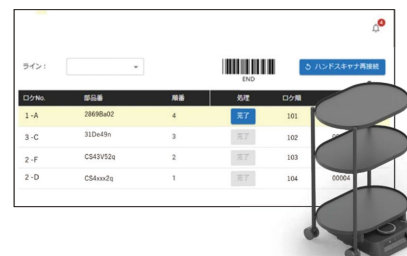 4
ライン：
END
ハンドスキャナ再接続
ロケNo. 部品番 順番 処理 ロケ順
1-A 2869Ba02 4 完了 101
3-C 31De49n 3 完了 102
2-F CS43V52q 2 完了 103
2-D CS4xxx2q 1 完了 104 00004